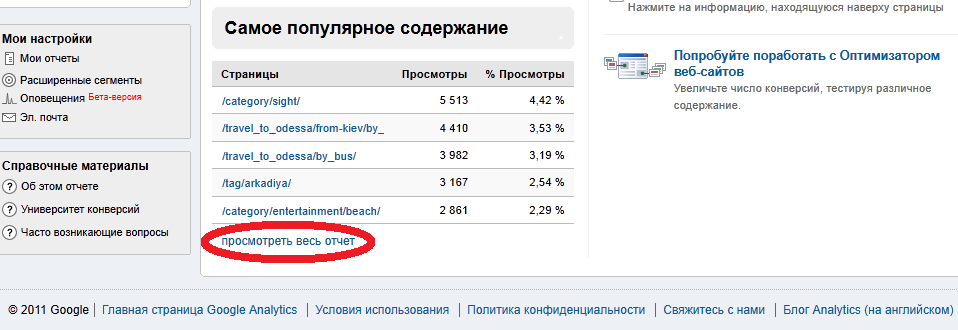 Нажмите на информацию, находящуюся наверху страницы
Мои настройки
Мои отчеты
Расширенные сегменты
Оповещения Бета-версия
Эл. почта
Справочные материалы
Об этом отчете
Университет конверсий
Часто возникающие вопросы
Самое популярное содержание
Страницы Просмотры % Просмотры
/category/sight/ 5 513 4,42 %
/travel_to_odessa/from-kiev/by_ 4 410 3,53 %
/travel_to_odessa/by_bus/ 3 982 3,19 %
/tag/arkadiya/ 3 167 2,54 %
/category/entertainment/beach/ 2 861 2,29 %
просмотреть весь отчет
Попробуйте поработать с Оптимизатором
веб-сайтов
Увеличьте число конверсий, тестируя различное
содержание.
© 2011 Google | Главная страница Google Analytics | Условия использования | Политика конфиденциальности | Свяжитесь с нами | Блог Analytics (на английском)